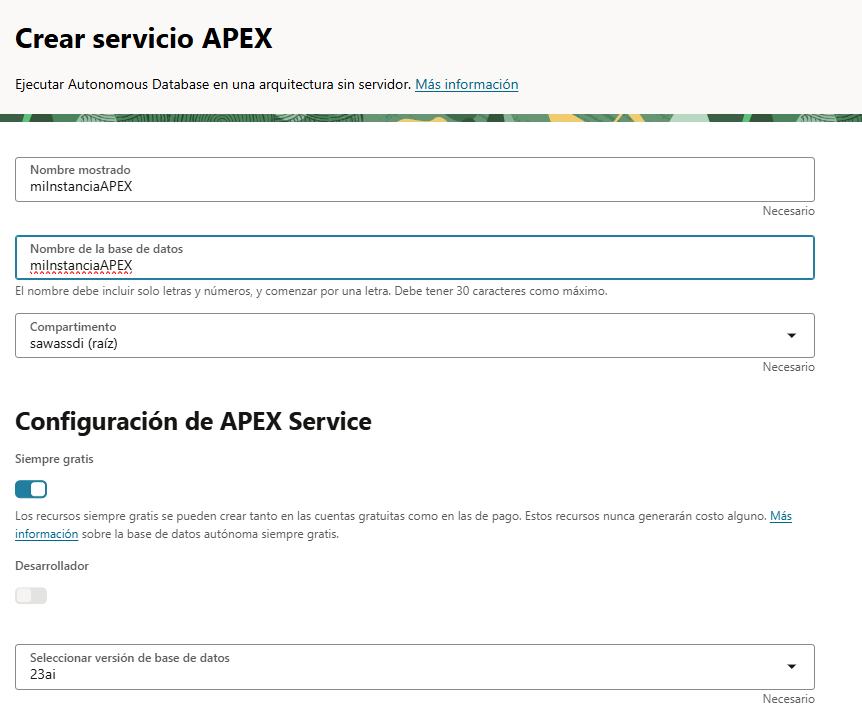 Crear servicio APEX
Ejecutar Autonomous Database en una arquitectura sin servidor. Más información
Nombre mostrado
miInstanciaAPEX
Necesario
Nombre de la base de datos
miInstanciaAPEX
El nombre debe incluir solo letras y números, y comenzar por una letra. Debe tener 30 caracteres como máximo.
Compartimento
sawassdi (raíz)
Necesario
Configuración de APEX Service
Siempre gratis
Los recursos siempre gratis se pueden crear tanto en las cuentas gratuitas como en las de pago. Estos recursos nunca generarán costo alguno. Más
información sobre la base de datos autónoma siempre gratis.
Desarrollador
Seleccionar versión de base de datos
23ai
Necesario